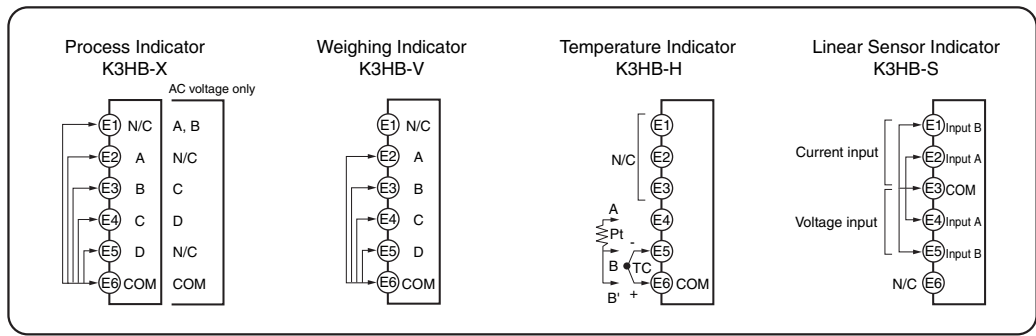 Process Indicator
K3HB-X
AC voltage only
E1 N/C A, B
E2 A N/C
E3 B C
E4 C D
E5 D N/C
E6 COM COM
Weighing Indicator
K3HB-V
E1 N/C
E2 A
E3 B
E4 C
E5 D
E6 COM
Temperature Indicator
K3HB-H
E1
N/C E2
E3
A E4
Pt
- E5
B TC
B' + E6 COM
Linear Sensor Indicator
K3HB-S
E1 Input B
Current input
E2 Input A
E3 COM
Voltage input
E4 Input A
E5 Input B
N/C E6